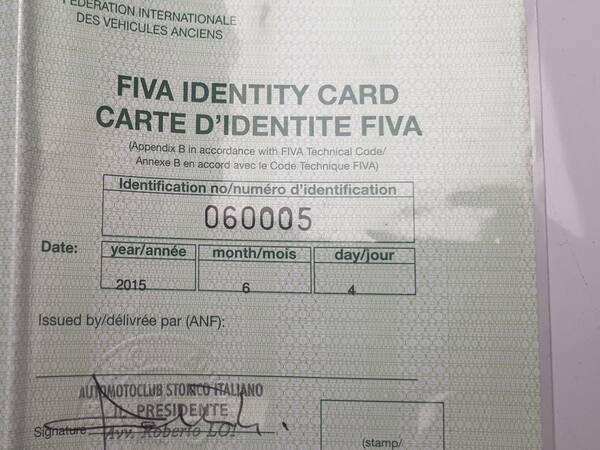 FEDERATION INTERNATIONALE
DES VEHICULES ANCIENS
FIVA IDENTITY CARD
CARTE D'IDENTITE FIVA
(Appendix B in accordance with FIVA Technical Code/
Annexe B en accord avec le Code Technique FIVA)
Identification no/numéro d'identification
060005
Date: year/année month/mois day/jour
2015 6 4
Issued by/délivrée par (ANF):
AUTOMOTOCLUB STORICO ITALIANO
IL PRESIDENTE
Signature Avv. Roberto LOI
(stamp/